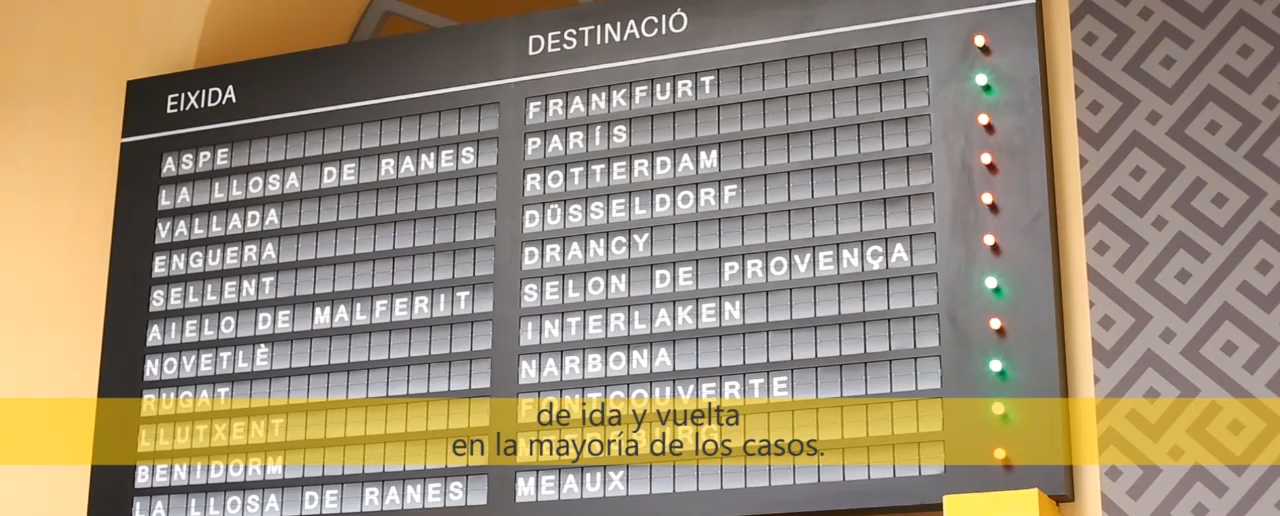 EIXIDA DESTINACIÓ
ASPE FRANKFURT
LA LLOSA DE RANES PARÍS
VALLADA ROTTERDAM
ENGUERA DÜSSELDORF
SELLENT DRANCY
AIELO DE MALFERIT SELON DE PROVENÇA
NOVETLÈ INTERLAKEN
RUGAT NARBONA
LLUTXENT FONTCOUVERTE
BENIDORM
LA LLOSA DE RANES MEAUX
de ida y vuelta
en la mayoría de los casos.